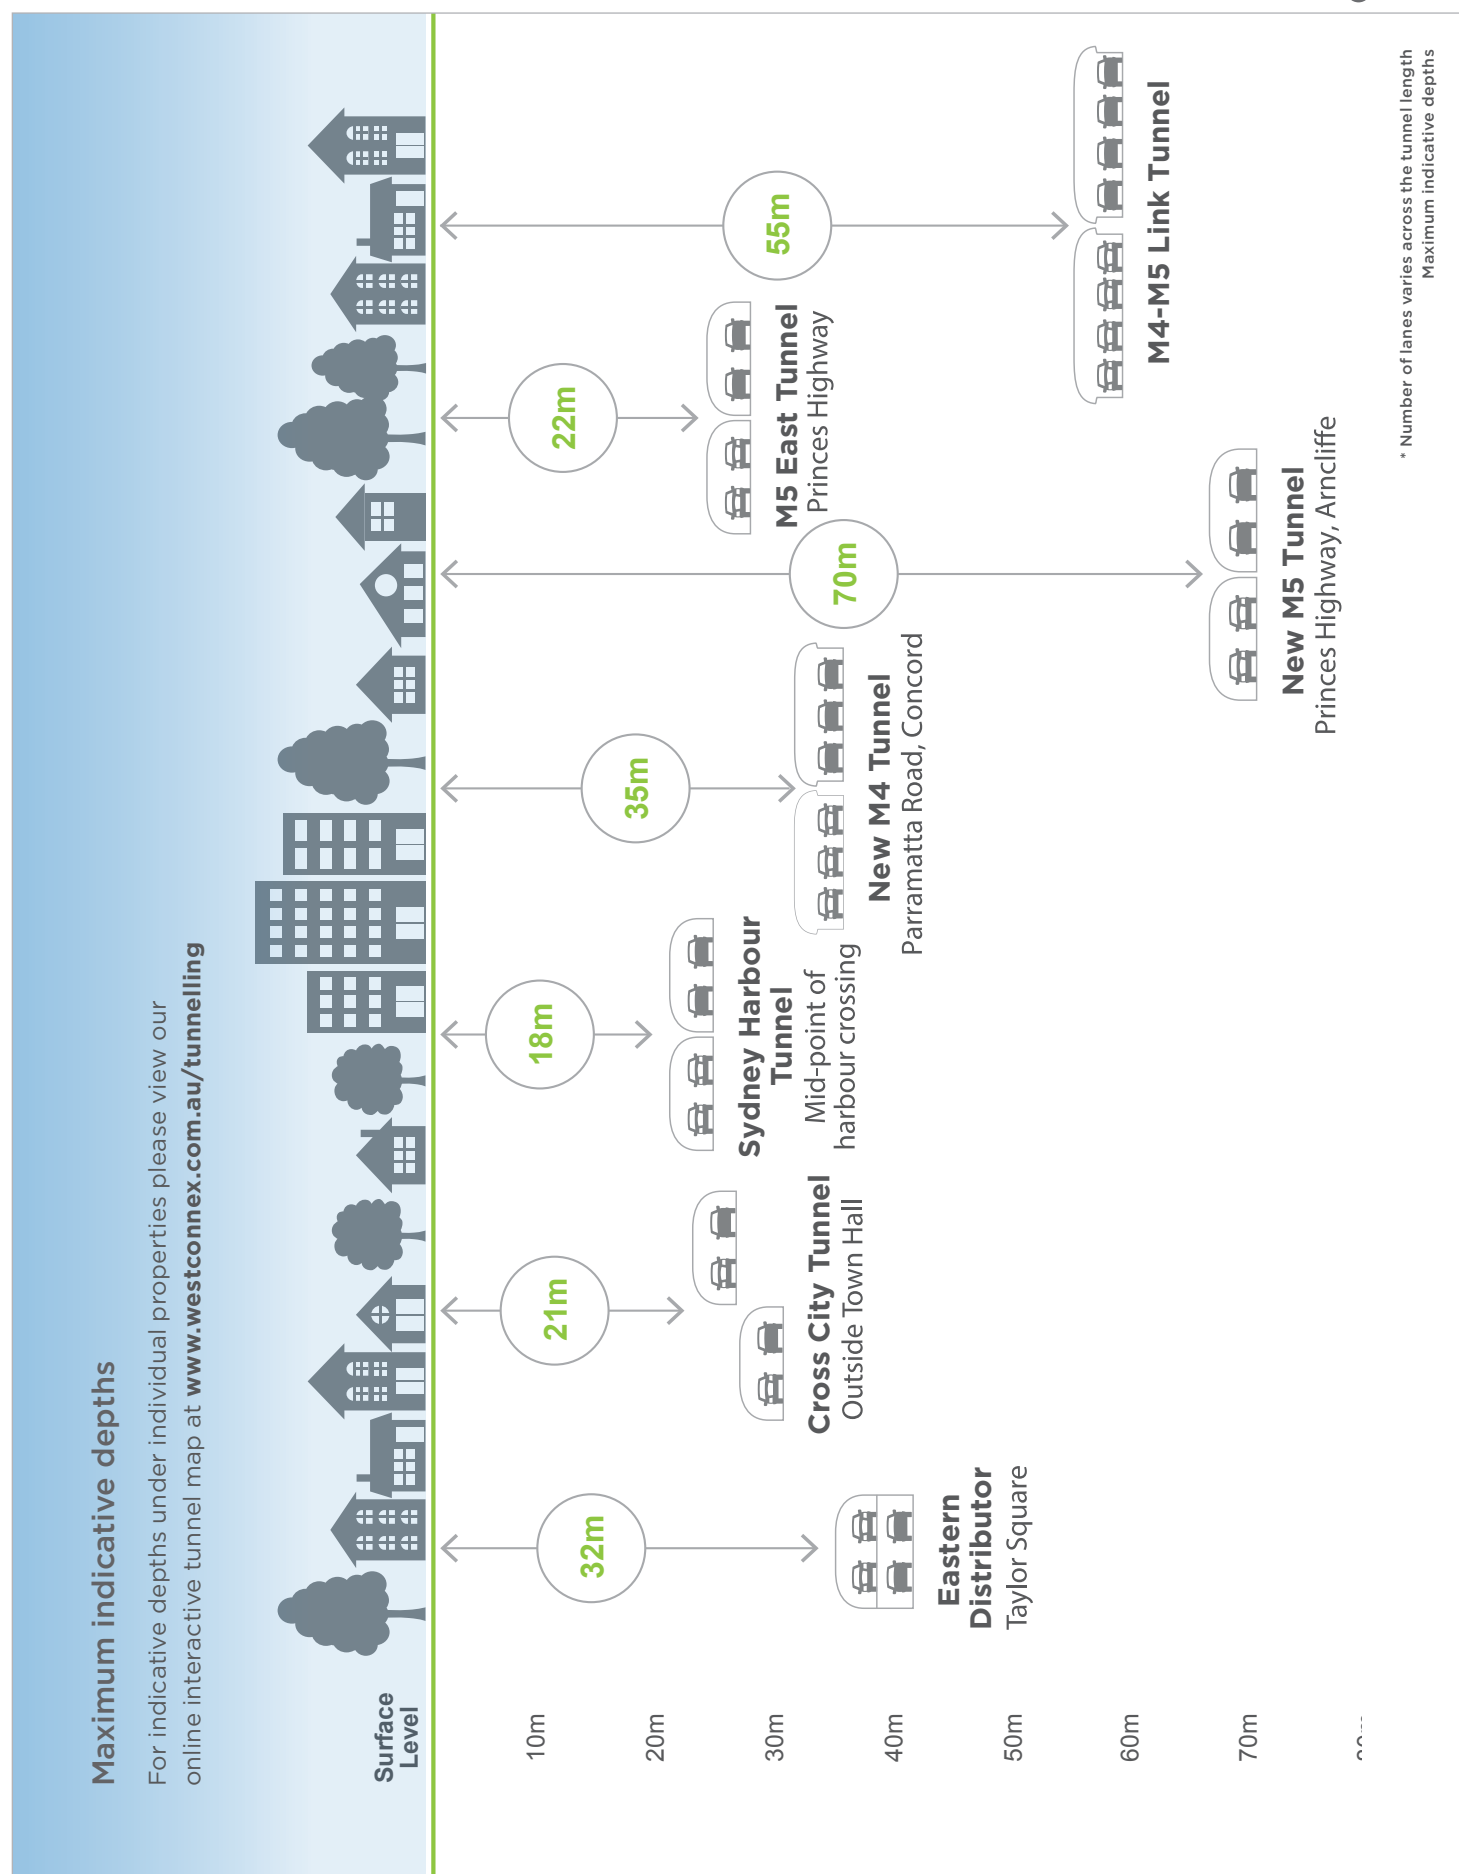 Maximum indicative depths
For indicative depths under individual properties please view our
online interactive tunnel map at www.westconnex.com.au/tunnelling
Surface
Level
10m
20m
30m
40m
50m
60m
70m
32m
Eastern
Distributor
Taylor Square
21m
Cross City Tunnel
Outside Town Hall
18m
Sydney Harbour
Tunnel
Mid-point of
harbour crossing
35m
New M4 Tunnel
Parramatta Road, Concord
70m
New M5 Tunnel
Princes Highway, Arncliffe
22m
M5 East Tunnel
Princes Highway
55m
M4-M5 Link Tunnel
* Number of lanes varies across the tunnel length
Maximum indicative depths